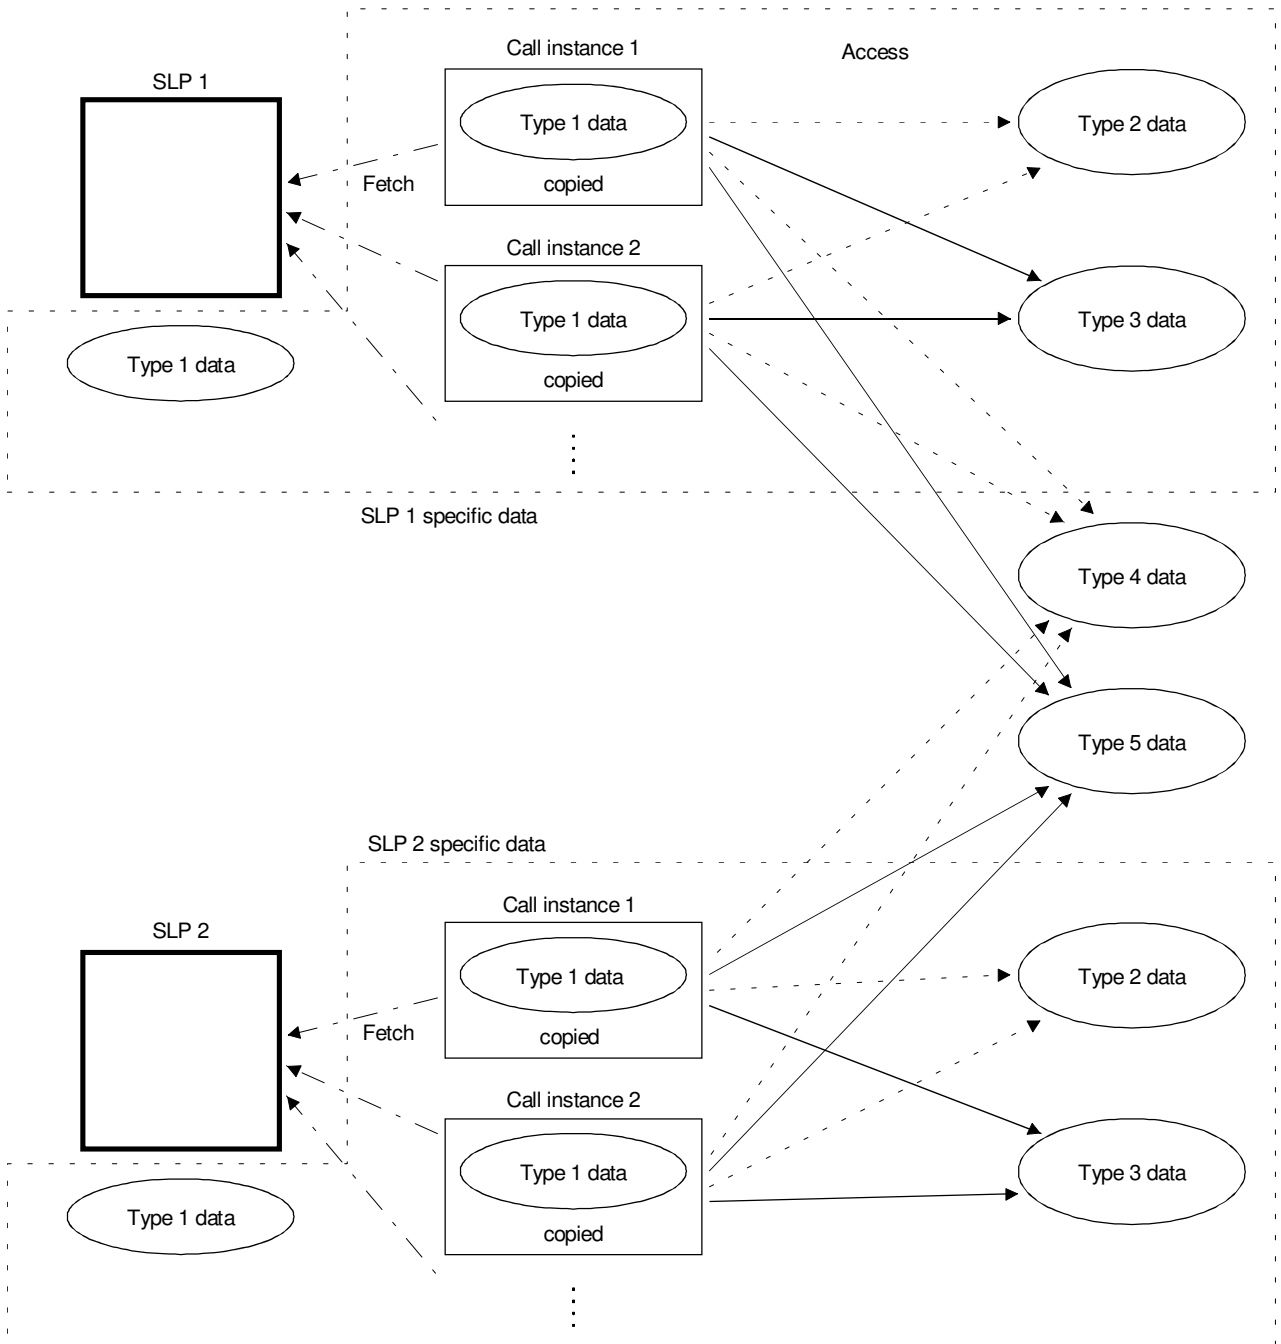 Call instance 1
Access
SLP 1
Type 1 data
Type 2 data
Fetch
copied
Call instance 2
Type 1 data
Type 3 data
Type 1 data
copied
SLP 1 specific data
Type 4 data
Type 5 data
SLP 2 specific data
Call instance 1
SLP 2
Type 1 data
Type 2 data
Fetch
copied
Call instance 2
Type 1 data
Type 3 data
Type 1 data
copied